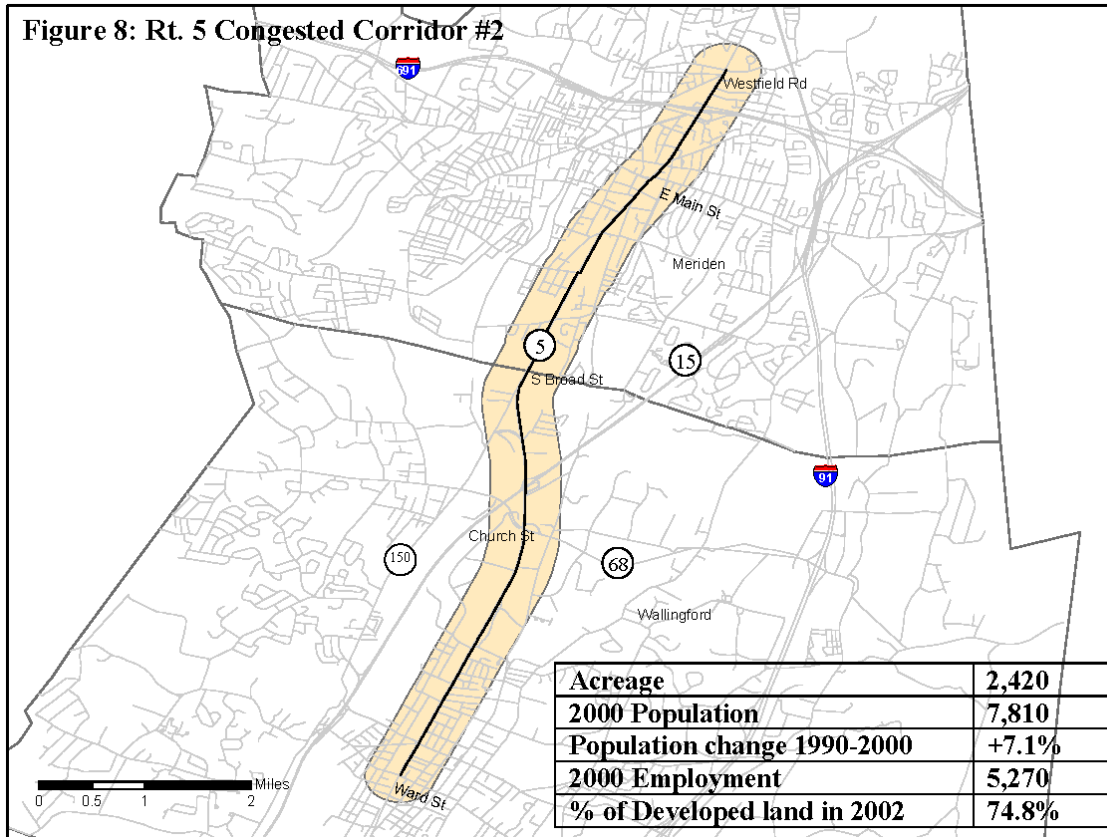 Figure 8: Rt. 5 Congested Corridor #2
691
Westfield Rd
E Main St
Meriden
5
15
S Broad St
91
Church St
150
68
Wallingford
Acreage 2,420
2000 Population 7,810
Population change 1990-2000 +7.1%
2000 Employment 5,270
% of Developed land in 2002 74.8%
Ward St
Miles
0 0.5 1 2